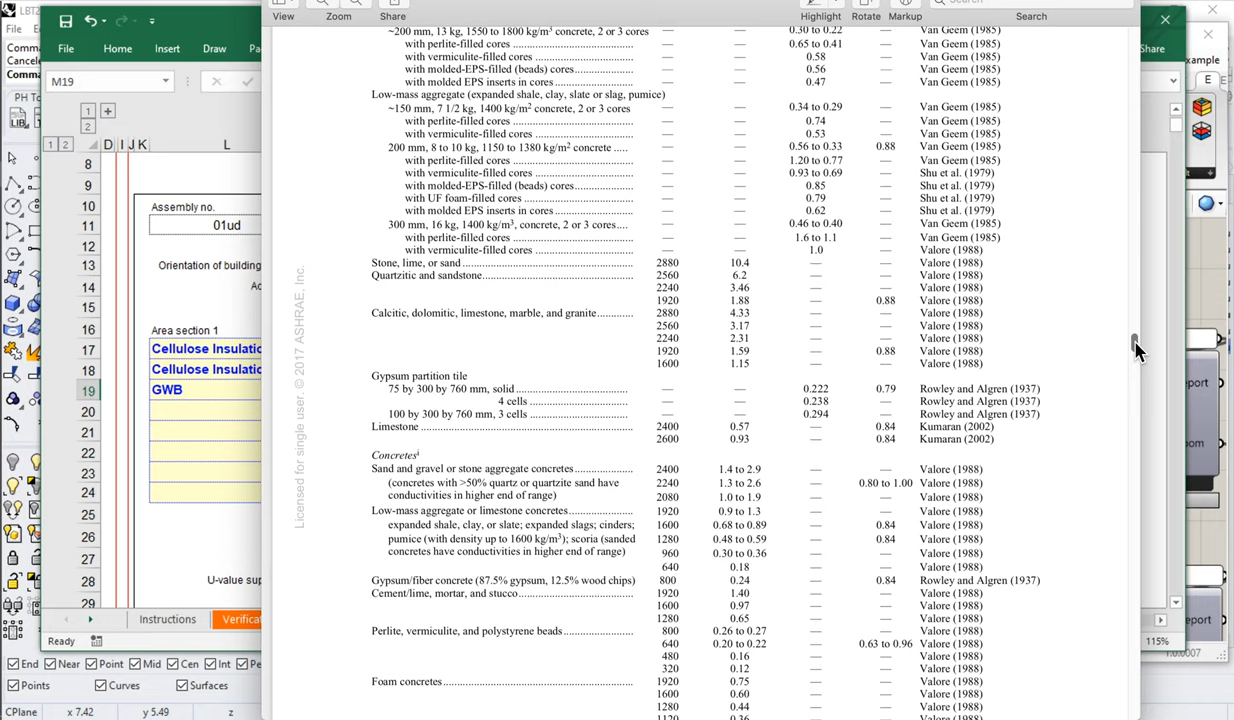 View Zoom Share Highlight Rotate Markup Search
File Home Insert Draw
Share
M19
~200 mm, 13 kg, 1550 to 1800 kg/m³ concrete, 2 or 3 cores — — 0.30 to 0.22 — Van Geem (1985)
with perlite-filled cores — — 0.65 to 0.41 — Van Geem (1985)
with vermiculite-filled cores — — 0.58 — Van Geem (1985)
with molded-EPS-filled (beads) cores — — 0.56 — Van Geem (1985)
with molded EPS inserts in cores — — 0.47 — Van Geem (1985)
Low-mass aggregate (expanded shale, clay, slate or slag, pumice)
~150 mm, 7 1/2 kg, 1400 kg/m² concrete, 2 or 3 cores — — 0.34 to 0.29 — Van Geem (1985)
with perlite-filled cores — — 0.74 — Van Geem (1985)
with vermiculite-filled cores — — 0.53 — Van Geem (1985)
200 mm, 8 to 10 kg, 1150 to 1380 kg/m² concrete — — 0.56 to 0.33 0.88 Van Geem (1985)
with perlite-filled cores — — 1.20 to 0.77 — Van Geem (1985)
with vermiculite-filled cores — — 0.93 to 0.69 — Shu et al. (1979)
with molded-EPS-filled (beads) cores — — 0.85 — Shu et al. (1979)
with UF foam-filled cores — — 0.79 — Shu et al. (1979)
with molded EPS inserts in cores — — 0.62 — Shu et al. (1979)
300 mm, 16 kg, 1400 kg/m³, concrete, 2 or 3 cores — — 0.46 to 0.40 — Van Geem (1985)
with perlite-filled cores — — 1.6 to 1.1 — Van Geem (1985)
with vermiculite-filled cores — — 1.0 — Valore (1988)
Stone, lime, or sand 2880 10.4 — — Valore (1988)
Quartzitic and sandstone 2560 6.2 — — Valore (1988)
2240 3.46 — — Valore (1988)
1920 1.88 — 0.88 Valore (1988)
Calcitic, dolomitic, limestone, marble, and granite 2880 4.33 — — Valore (1988)
2560 3.17 — — Valore (1988)
2240 2.31 — — Valore (1988)
1920 1.59 — 0.88 Valore (1988)
1600 1.15 — — Valore (1988)
Gypsum partition tile
75 by 300 by 760 mm, solid — — 0.222 0.79 Rowley and Algren (1937)
4 cells — — 0.238 — Rowley and Algren (1937)
100 by 300 by 760 mm, 3 cells — — 0.294 — Rowley and Algren (1937)
Limestone 2400 0.57 — 0.84 Kumaran (2002)
2600 0.93 — 0.84 Kumaran (2002)
Concretesⁱ
Sand and gravel or stone aggregate concretes 2400 1.4 to 2.9 — — Valore (1988)
(concretes with >50% quartz or quartzite sand have 2240 1.3 to 2.6 — 0.80 to 1.00 Valore (1988)
conductivities in higher end of range) 2080 1.0 to 1.9 — — Valore (1988)
Low-mass aggregate or limestone concretes 1920 0.9 to 1.3 — — Valore (1988)
expanded shale, clay, or slate; expanded slags; cinders; 1600 0.68 to 0.89 — 0.84 Valore (1988)
pumice (with density up to 1600 kg/m³); scoria (sanded 1280 0.48 to 0.59 — 0.84 Valore (1988)
concretes have conductivities in higher end of range) 960 0.30 to 0.36 — — Valore (1988)
640 0.18 — — Valore (1988)
Gypsum/fiber concrete (87.5% gypsum, 12.5% wood chips) 800 0.24 — 0.84 Rowley and Algren (1937)
Cement/lime, mortar, and stucco 1920 1.40 — — Valore (1988)
1600 0.97 — — Valore (1988)
1280 0.65 — — Valore (1988)
Perlite, vermiculite, and polystyrene beads 800 0.26 to 0.27 — — Valore (1988)
640 0.20 to 0.22 — 0.63 to 0.96 Valore (1988)
480 0.16 — — Valore (1988)
320 0.12 — — Valore (1988)
Foam concretes 1920 0.75 — — Valore (1988)
1600 0.60 — — Valore (1988)
1280 0.44 — — Valore (1988)
1120 0.36 — — Valore (1988)
Licensed for single user. © 2017 ASHRAE, Inc.
D I J K L
8
9
10 Assembly no.
11 01ud
12
13 Orientation of building
14
15
16 Area section 1
17 Cellulose
18 Cellulose
19 GWB
20
21
22
23
24
25
26
27
28 U-value
29
Instructions
Ready
115%
End Near Point Mid Cen Int
Points Curves Surfaces
CPlane x 7.42 y 5.49 z